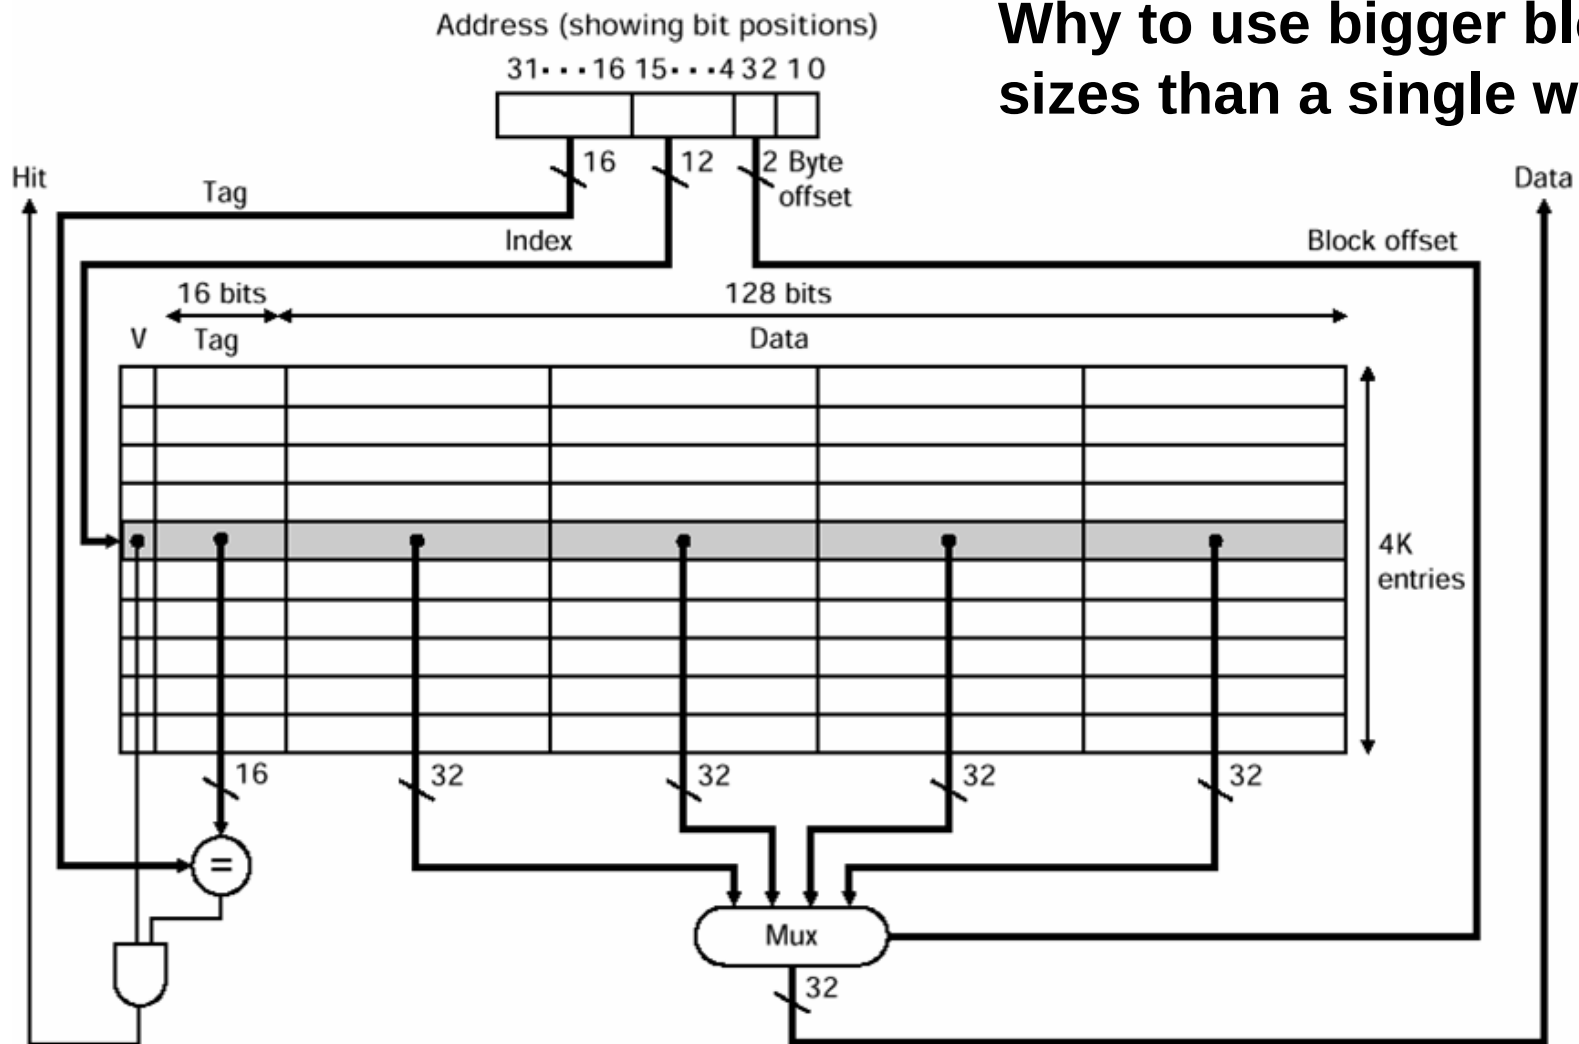 Why to use bigger
sizes than a single
Address (showing bit positions)
31 · · · 16 15 · · · 4 3 2 1 0
16 12 2 Byte
offset
Hit
Tag
Data
Index
Block offset
16 bits
128 bits
V
Tag
Data
4K
entries
16 32 32 32 32
=
Mux
32